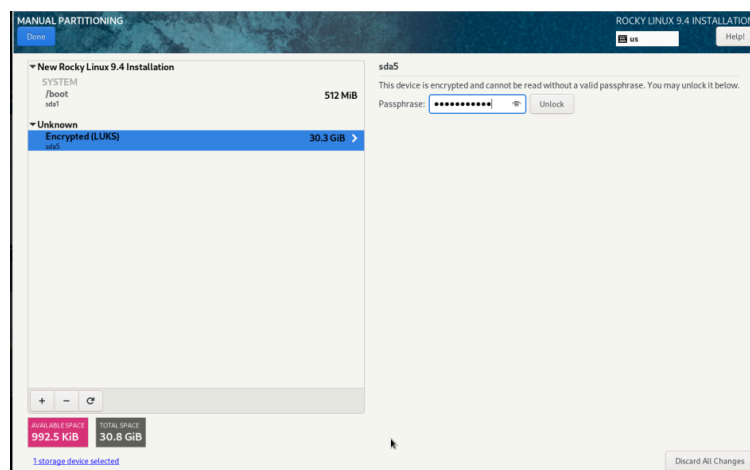 MANUAL PARTITIONING
ROCKY LINUX 9.4 INSTALLATION
Done
us
Help!
New Rocky Linux 9.4 Installation
SYSTEM
/boot
512 MiB
sda1
Unknown
Encrypted (LUKS)
30.3 GiB
sda5
sda5
This device is encrypted and cannot be read without a valid passphrase. You may unlock it below.
Passphrase: ●●●●●●●●●●● Unlock
+ −
AVAILABLE SPACE
992.5 KiB
TOTAL SPACE
30.8 GiB
1 storage device selected
Discard All Changes